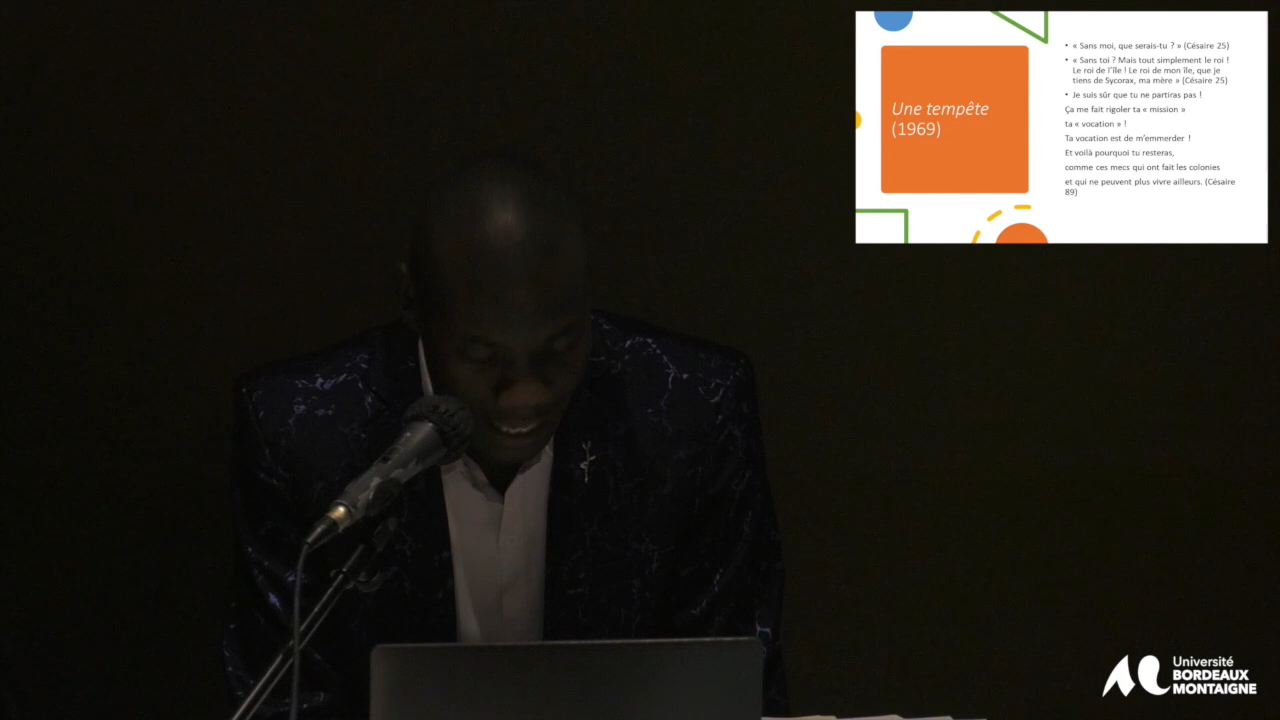 Une tempête
(1969)
• « Sans moi, que serais-tu ? » (Césaire 25)
• « Sans toi ? Mais tout simplement le roi !
Le roi de l'île ! Le roi de mon île, que je
tiens de Sycorax, ma mère » (Césaire 25)
• Je suis sûr que tu ne partiras pas !
Ça me fait rigoler ta « mission »
ta « vocation » !
Ta vocation est de m'emmerder !
Et voilà pourquoi tu resteras,
comme ces mecs qui ont fait les colonies
et qui ne peuvent plus vivre ailleurs. (Césaire
89)
Université
BORDEAUX
MONTAIGNE